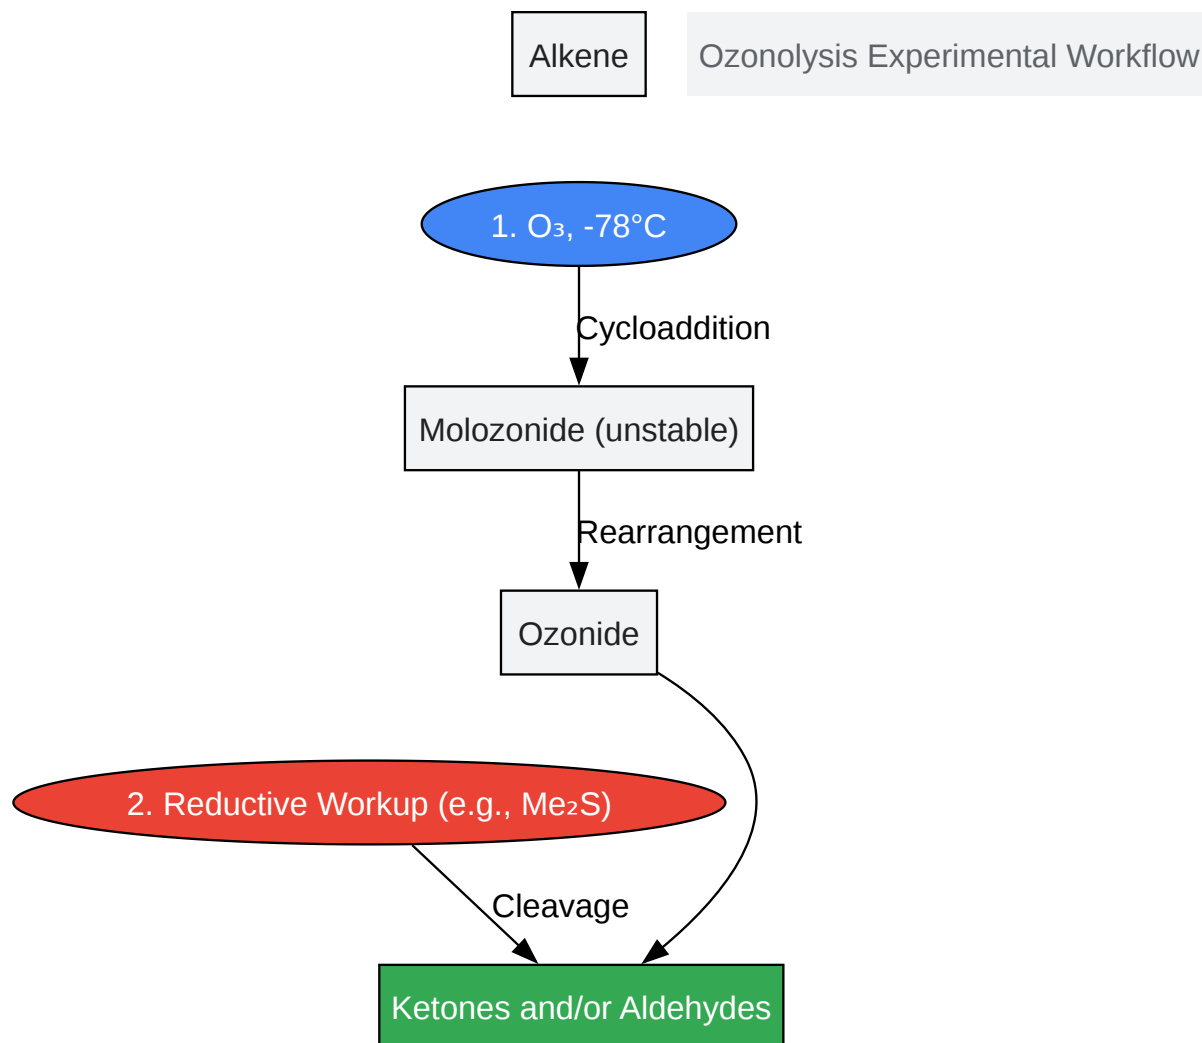 Alkene
Ozonolysis Experimental Workflow
1. O₃, -78°C
Cycloaddition
Molozonide (unstable)
Rearrangement
Ozonide
2. Reductive Workup (e.g., Me₂S)
Cleavage
Ketones and/or Aldehydes